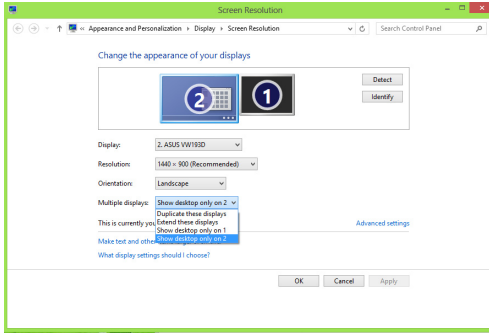 Screen Resolution
« Appearance and Personalization ▸ Display ▸ Screen Resolution
Search Control Panel
Change the appearance of your displays
2
1
Detect
Identify
Display:
2. ASUS VW193D
Resolution:
1440 × 900 (Recommended)
Orientation:
Landscape
Multiple displays:
Show desktop only on 2
Duplicate these displays
Extend these displays
Show desktop only on 1
Show desktop only on 2
This is currently you
Advanced settings
Make text and othe
What display settings should I choose?
OK
Cancel
Apply